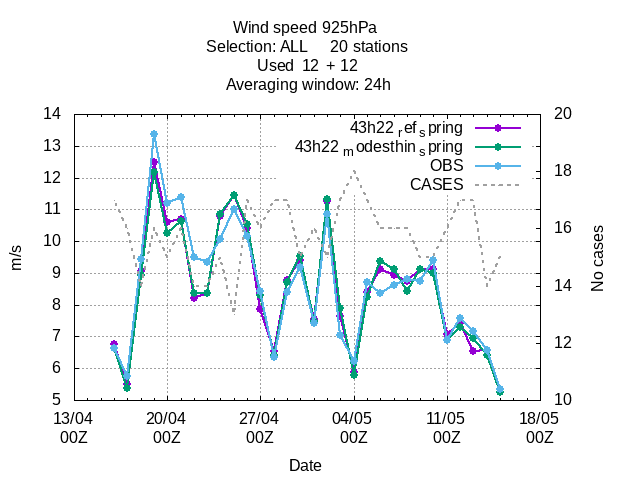 Wind speed 925hPa
Selection: ALL 20 stations
Used 12 + 12
Averaging window: 24h
43h22 ref spring
43h22 modesthin spring
OBS
CASES
14
13
12
11
10
9
8
7
6
5
20
18
16
14
12
10
m/s
No cases
13/04 20/04 27/04 04/05 11/05 18/05
00Z 00Z 00Z 00Z 00Z 00Z
Date